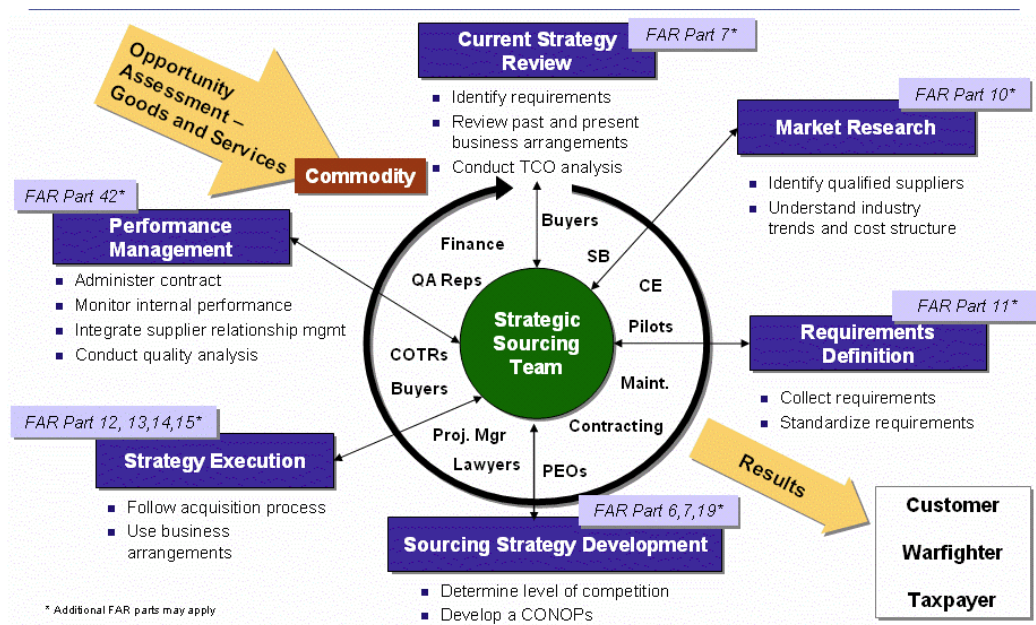 Opportunity
Assessment –
Goods and Services
Commodity
Current Strategy
Review
FAR Part 7*
Identify requirements
Review past and present
business arrangements
Conduct TCO analysis
FAR Part 10*
Market Research
Identify qualified suppliers
Understand industry
trends and cost structure
FAR Part 11*
Requirements
Definition
Collect requirements
Standardize requirements
FAR Part 6,7,19*
Sourcing Strategy Development
Determine level of competition
Develop a CONOPs
FAR Part 12, 13,14,15*
Strategy Execution
Follow acquisition process
Use business
arrangements
FAR Part 42*
Performance
Management
Administer contract
Monitor internal performance
Integrate supplier relationship mgmt
Conduct quality analysis
Strategic
Sourcing
Team
Buyers
SB
CE
Pilots
Maint.
Contracting
PEOs
Lawyers
Proj. Mgr
Buyers
COTRs
QA Reps
Finance
Results
Customer
Warfighter
Taxpayer
* Additional FAR parts may apply